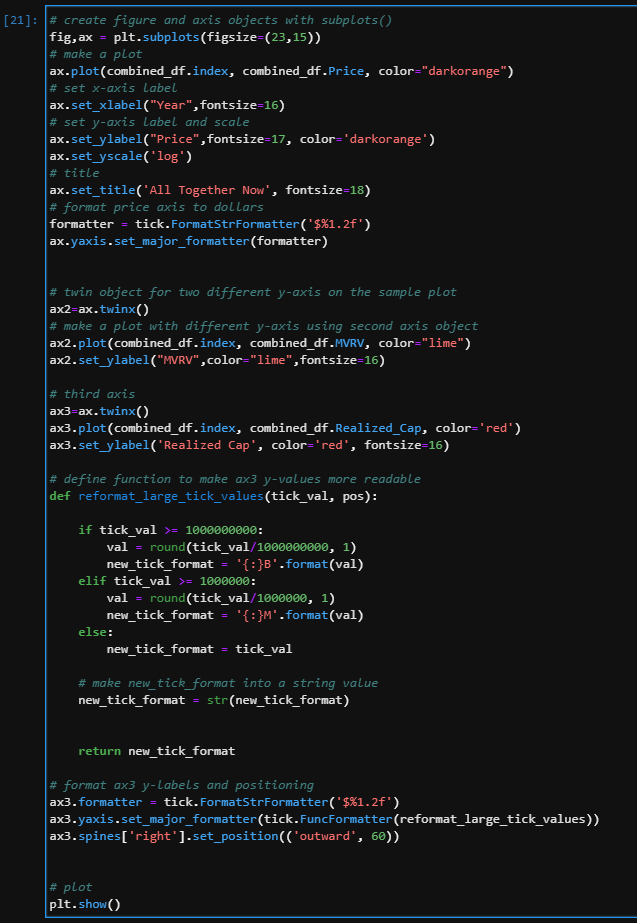 [21]: # create figure and axis objects with subplots()
fig,ax = plt.subplots(figsize=(23,15))
# make a plot
ax.plot(combined_df.index, combined_df.Price, color="darkorange")
# set x-axis label
ax.set_xlabel("Year",fontsize=16)
# set y-axis label and scale
ax.set_ylabel("Price",fontsize=17, color='darkorange')
ax.set_yscale('log')
# title
ax.set_title('All Together Now', fontsize=18)
# format price axis to dollars
formatter = tick.FormatStrFormatter('$%1.2f')
ax.yaxis.set_major_formatter(formatter)
# twin object for two different y-axis on the sample plot
ax2=ax.twinx()
# make a plot with different y-axis using second axis object
ax2.plot(combined_df.index, combined_df.MVRV, color="lime")
ax2.set_ylabel("MVRV",color="lime",fontsize=16)
# third axis
ax3=ax.twinx()
ax3.plot(combined_df.index, combined_df.Realized_Cap, color='red')
ax3.set_ylabel('Realized Cap', color='red', fontsize=16)
# define function to make ax3 y-values more readable
def reformat_large_tick_values(tick_val, pos):
    if tick_val >= 1000000000:
        val = round(tick_val/1000000000, 1)
        new_tick_format = '{:}B'.format(val)
    elif tick_val >= 1000000:
        val = round(tick_val/1000000, 1)
        new_tick_format = '{:}M'.format(val)
    else:
        new_tick_format = tick_val
    # make new_tick_format into a string value
    new_tick_format = str(new_tick_format)
    return new_tick_format
# format ax3 y-labels and positioning
ax3.formatter = tick.FormatStrFormatter('$%1.2f')
ax3.yaxis.set_major_formatter(tick.FuncFormatter(reformat_large_tick_values))
ax3.spines['right'].set_position(('outward', 60))
# plot
plt.show()